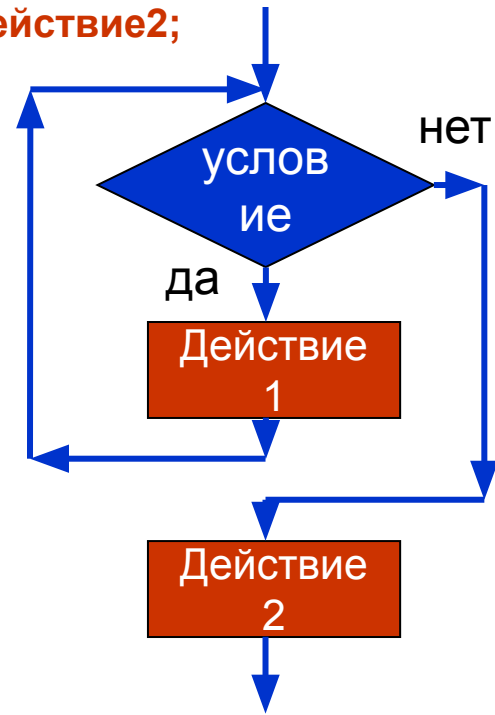 ействие2;
нет
услов
ие
да
Действие
1
Действие
2